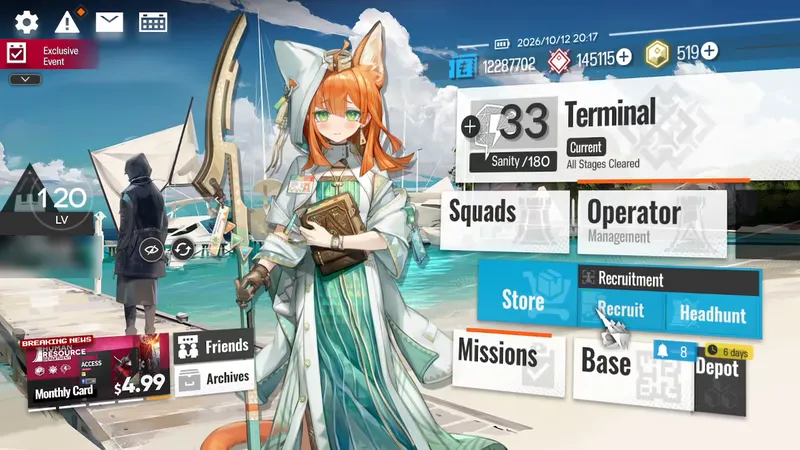 Exclusive
Event
2026/10/12 20:17
12287702
145115
519
33
Sanity/180
Terminal
Current
All Stages Cleared
120
LV
Squads
Operator
Management
Recruitment
Store
Recruit
Headhunt
BREAKING NEWS
HUMAN
RESOURCE
ACCESS
Monthly Card
$4.99
Friends
Archives
Missions
Base
8
6 days
Depot